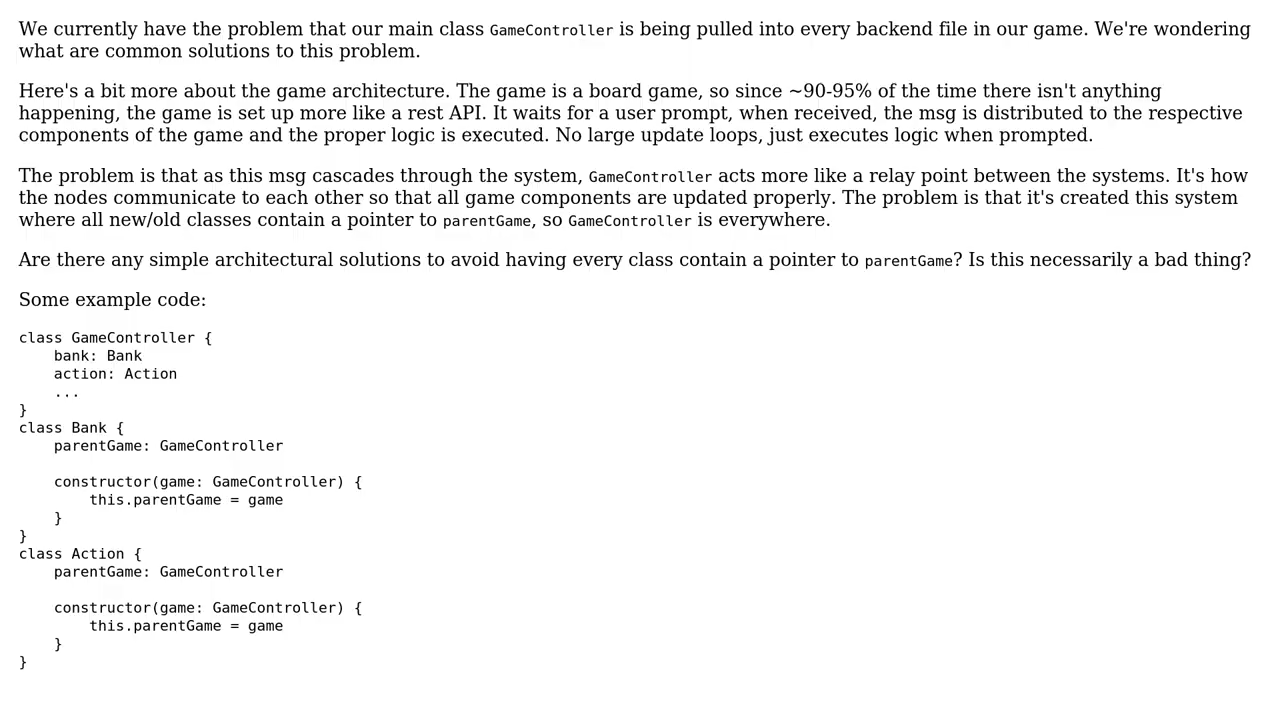 We currently have the problem that our main class GameController is being pulled into every backend file in our game. We're wondering
what are common solutions to this problem.
Here's a bit more about the game architecture. The game is a board game, so since ~90-95% of the time there isn't anything
happening, the game is set up more like a rest API. It waits for a user prompt, when received, the msg is distributed to the respective
components of the game and the proper logic is executed. No large update loops, just executes logic when prompted.
The problem is that as this msg cascades through the system, GameController acts more like a relay point between the systems. It's how
the nodes communicate to each other so that all game components are updated properly. The problem is that it's created this system
where all new/old classes contain a pointer to parentGame, so GameController is everywhere.
Are there any simple architectural solutions to avoid having every class contain a pointer to parentGame? Is this necessarily a bad thing?
Some example code:
class GameController {
    bank: Bank
    action: Action
    ...
}
class Bank {
    parentGame: GameController
    constructor(game: GameController) {
        this.parentGame = game
    }
}
class Action {
    parentGame: GameController
    constructor(game: GameController) {
        this.parentGame = game
    }
}